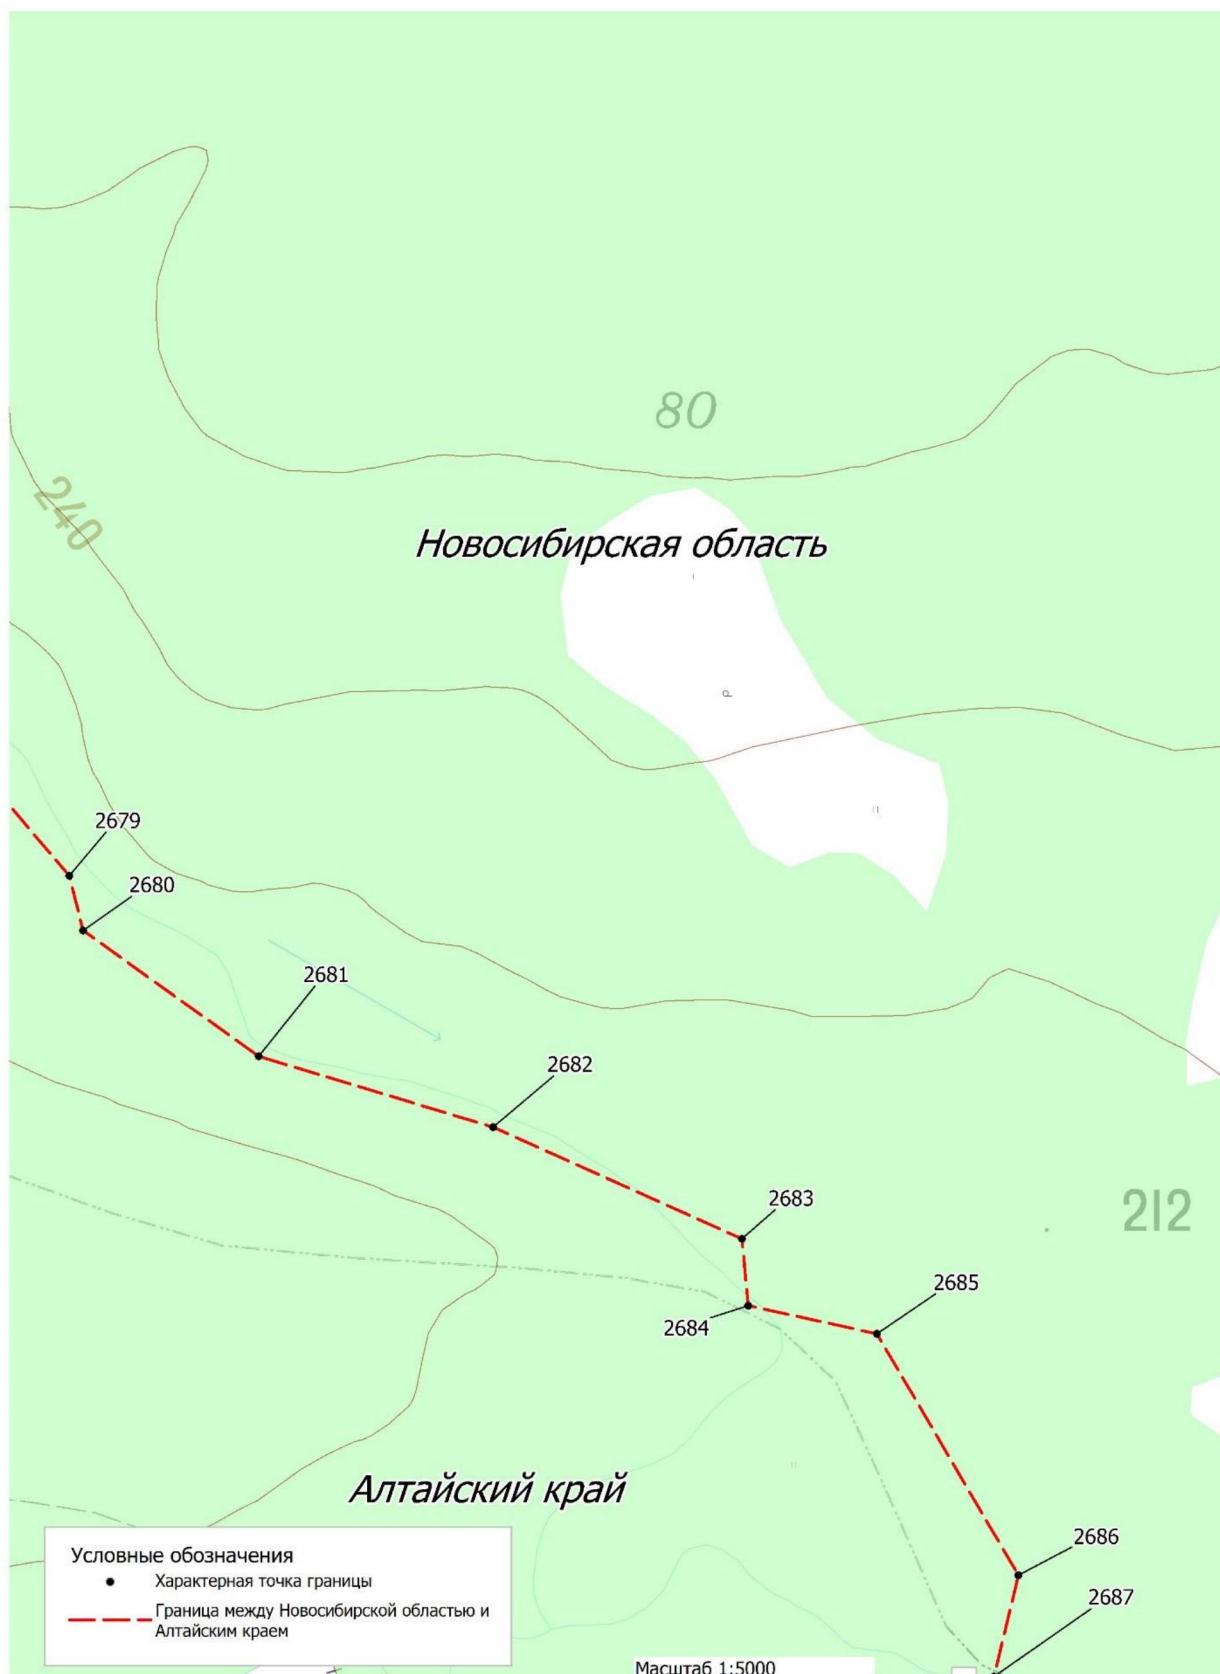 80
240
Новосибирская область
р
2679
2680
2681
2682
2683
212
2685
2684
Алтайский край
2686
2687
Условные обозначения
Характерная точка границы
Граница между Новосибирской областью и
Алтайским краем
Масштаб 1:5000